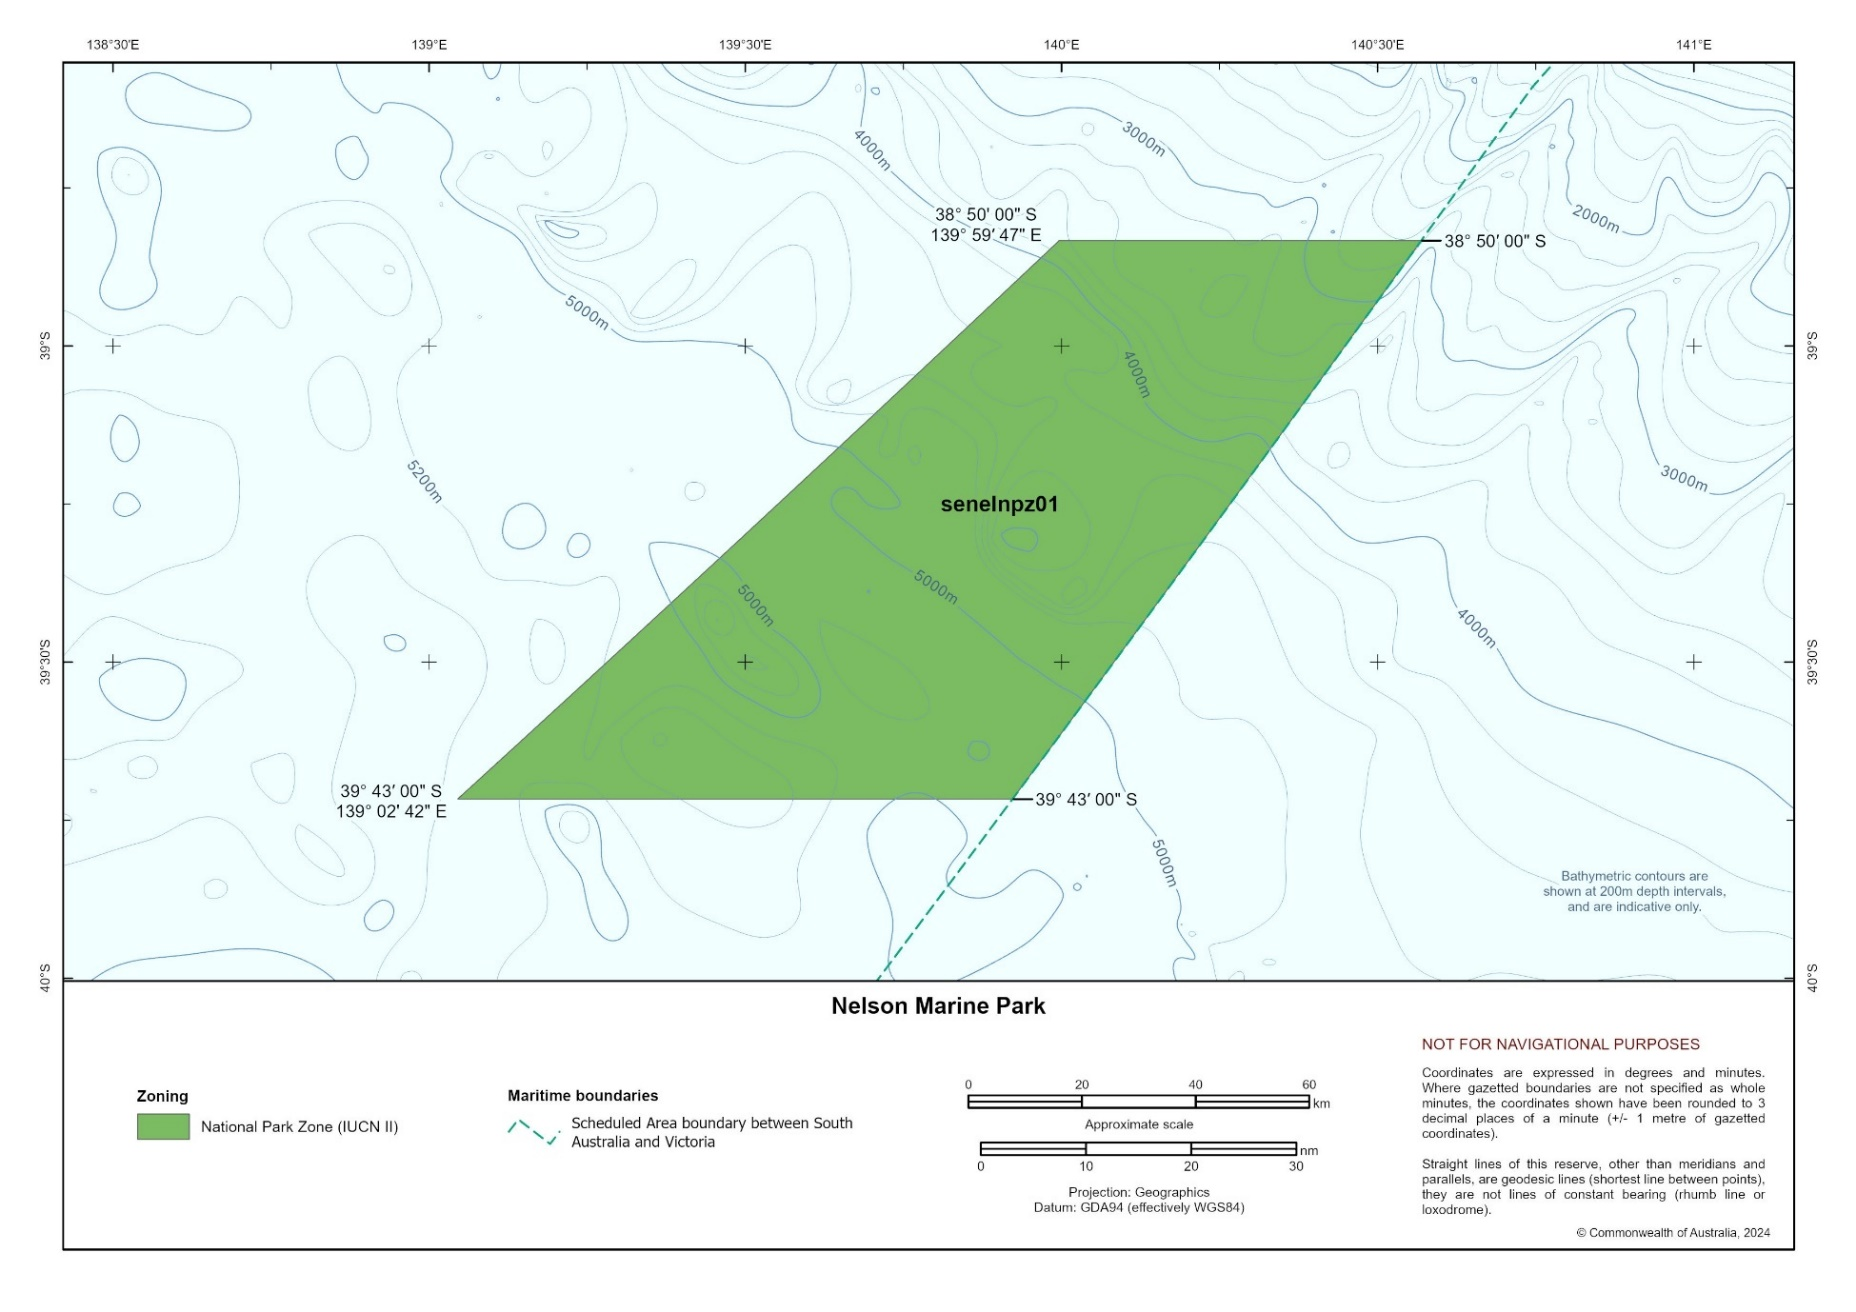 138°30'E
139°E
139°30'E
140°E
140°30'E
141°E
3000m
4000m
2000m
38° 50' 00" S
139° 59' 47" E
38° 50' 00" S
5000m
39°S
39°S
4000m
5200m
3000m
senelnpz01
5000m
5000m
4000m
39°30'S
39°30'S
39° 43' 00" S
139° 02' 42" E
39° 43' 00" S
5000m
Bathymetric contours are
shown at 200m depth intervals,
and are indicative only.
40°S
40°S
Nelson Marine Park
Zoning
National Park Zone (IUCN II)
Maritime boundaries
Scheduled Area boundary between South
Australia and Victoria
0 20 40 60
km
Approximate scale
nm
0 10 20 30
Projection: Geographics
Datum: GDA94 (effectively WGS84)
NOT FOR NAVIGATIONAL PURPOSES
Coordinates are expressed in degrees and minutes.
Where gazetted boundaries are not specified as whole
minutes, the coordinates shown have been rounded to 3
decimal places of a minute (+/- 1 metre of gazetted
coordinates).
Straight lines of this reserve, other than meridians and
parallels, are geodesic lines (shortest line between points),
they are not lines of constant bearing (rhumb line or
loxodrome).
© Commonwealth of Australia, 2024